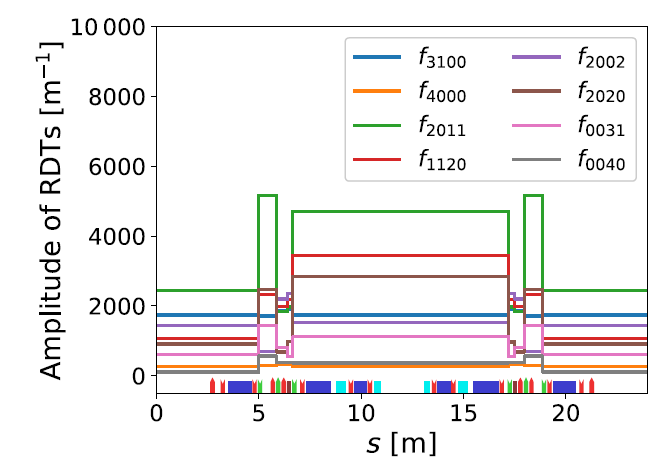 Amplitude of RDTs [m⁻¹]
10 000
8000
6000
4000
2000
0
f₃₁₀₀
f₄₀₀₀
f₂₀₁₁
f₁₁₂₀
f₂₀₀₂
f₂₀₂₀
f₀₀₃₁
f₀₀₄₀
0 5 10 15 20
s [m]